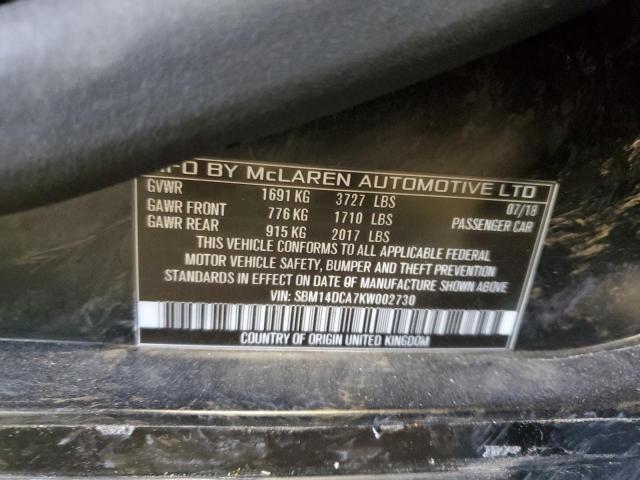 MFD BY McLAREN AUTOMOTIVE LTD
GVWR 1691 KG 3727 LBS 07/18
GAWR FRONT 776 KG 1710 LBS PASSENGER CAR
GAWR REAR 915 KG 2017 LBS
THIS VEHICLE CONFORMS TO ALL APPLICABLE FEDERAL
MOTOR VEHICLE SAFETY, BUMPER AND THEFT PREVENTION
STANDARDS IN EFFECT ON DATE OF MANUFACTURE SHOWN ABOVE
VIN: SBM14DCA7KW002730
COUNTRY OF ORIGIN UNITED KINGDOM